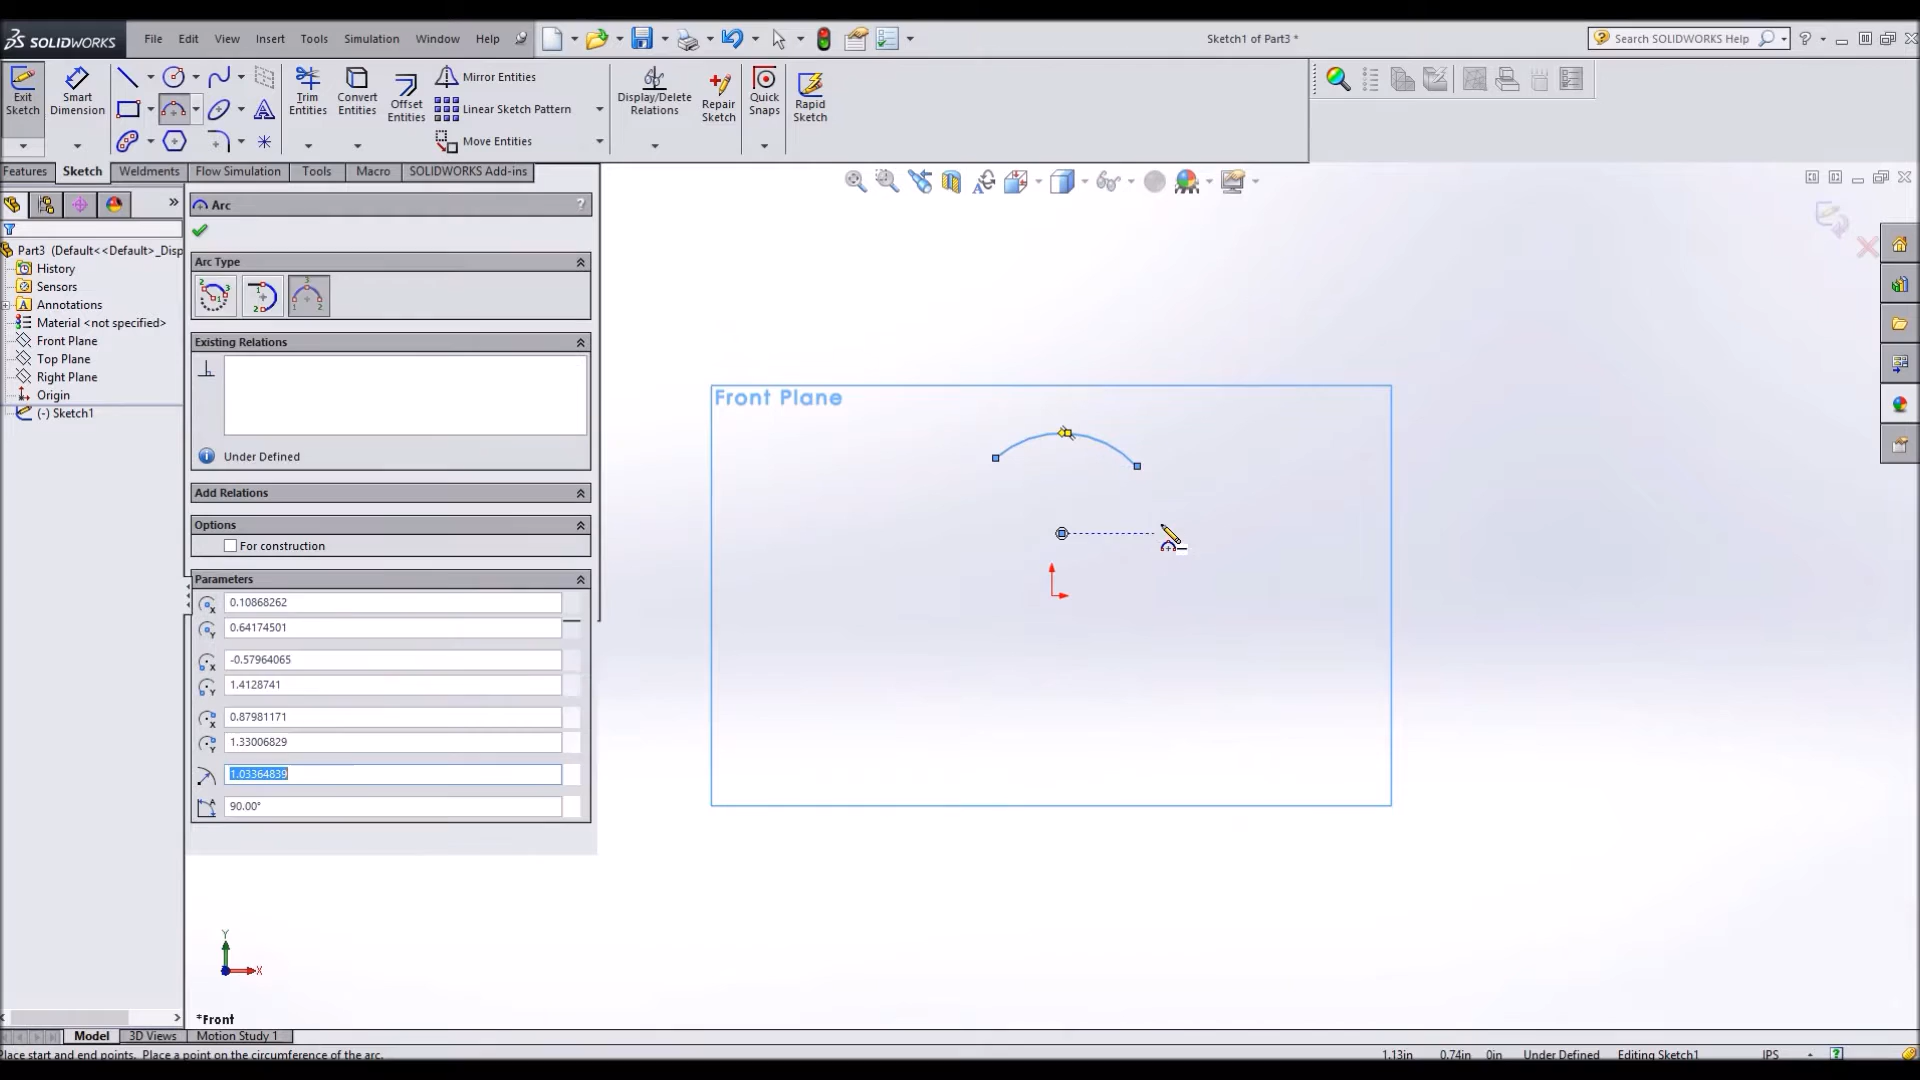 SOLIDWORKS
File Edit View Insert Tools Simulation Window Help
Sketch1 of Part3 *
Search SOLIDWORKS Help
Exit Sketch
Smart Dimension
Trim Entities
Convert Entities
Offset Entities
Mirror Entities
Linear Sketch Pattern
Move Entities
Display/Delete Relations
Repair Sketch
Quick Snaps
Rapid Sketch
Features Sketch Weldments Flow Simulation Tools Macro SOLIDWORKS Add-ins
Part3 (Default<<Default>_Disp
History
Sensors
Annotations
Material <not specified>
Front Plane
Top Plane
Right Plane
Origin
(-) Sketch1
Arc ?
Arc Type
Existing Relations
Under Defined
Add Relations
Options
For construction
Parameters
0.10868262
0.64174501
-0.57964065
1.4128741
0.87981171
1.33006829
1.03364839
90.00°
Front Plane
Y
X
*Front
Model 3D Views Motion Study 1
Place start and end points. Place a point on the circumference of the arc.
1.13in 0.74in 0in Under Defined Editing Sketch1 IPS